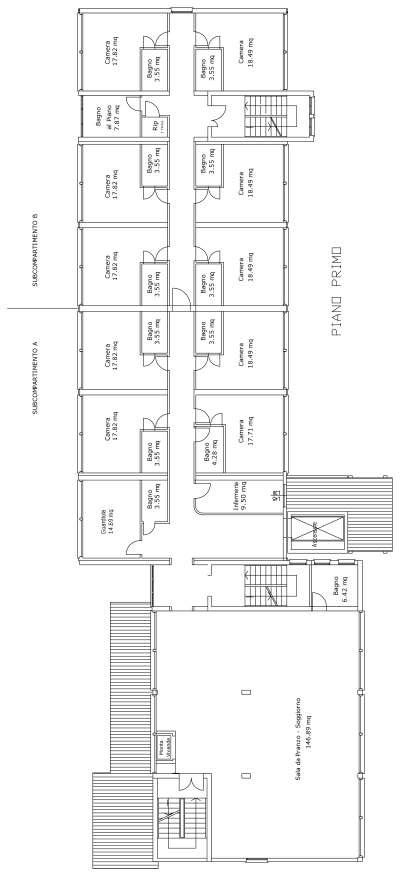 Camera
17.82 mq
Bagno
3.55 mq
Bagno
3.55 mq
Camera
18.49 mq
Bagno
al Piano
7.87 mq
Rip
Camera
17.82 mq
Bagno
3.55 mq
Bagno
3.55 mq
Camera
18.49 mq
SUBCOMPARTIMENTO B
Camera
17.82 mq
Bagno
3.55 mq
Bagno
3.55 mq
Camera
18.49 mq
PIANO PRIMO
SUBCOMPARTIMENTO A
Camera
17.82 mq
Bagno
3.55 mq
Bagno
3.55 mq
Camera
18.49 mq
Camera
17.82 mq
Bagno
3.55 mq
Bagno
4.28 mq
Camera
17.71 mq
Guardiola
14.69 mq
Bagno
3.55 mq
Infermeria
9.50 mq
Ascensore
Bagno
6.42 mq
Sala da Pranzo - Soggiorno
146.89 mq
Monta
Vivande